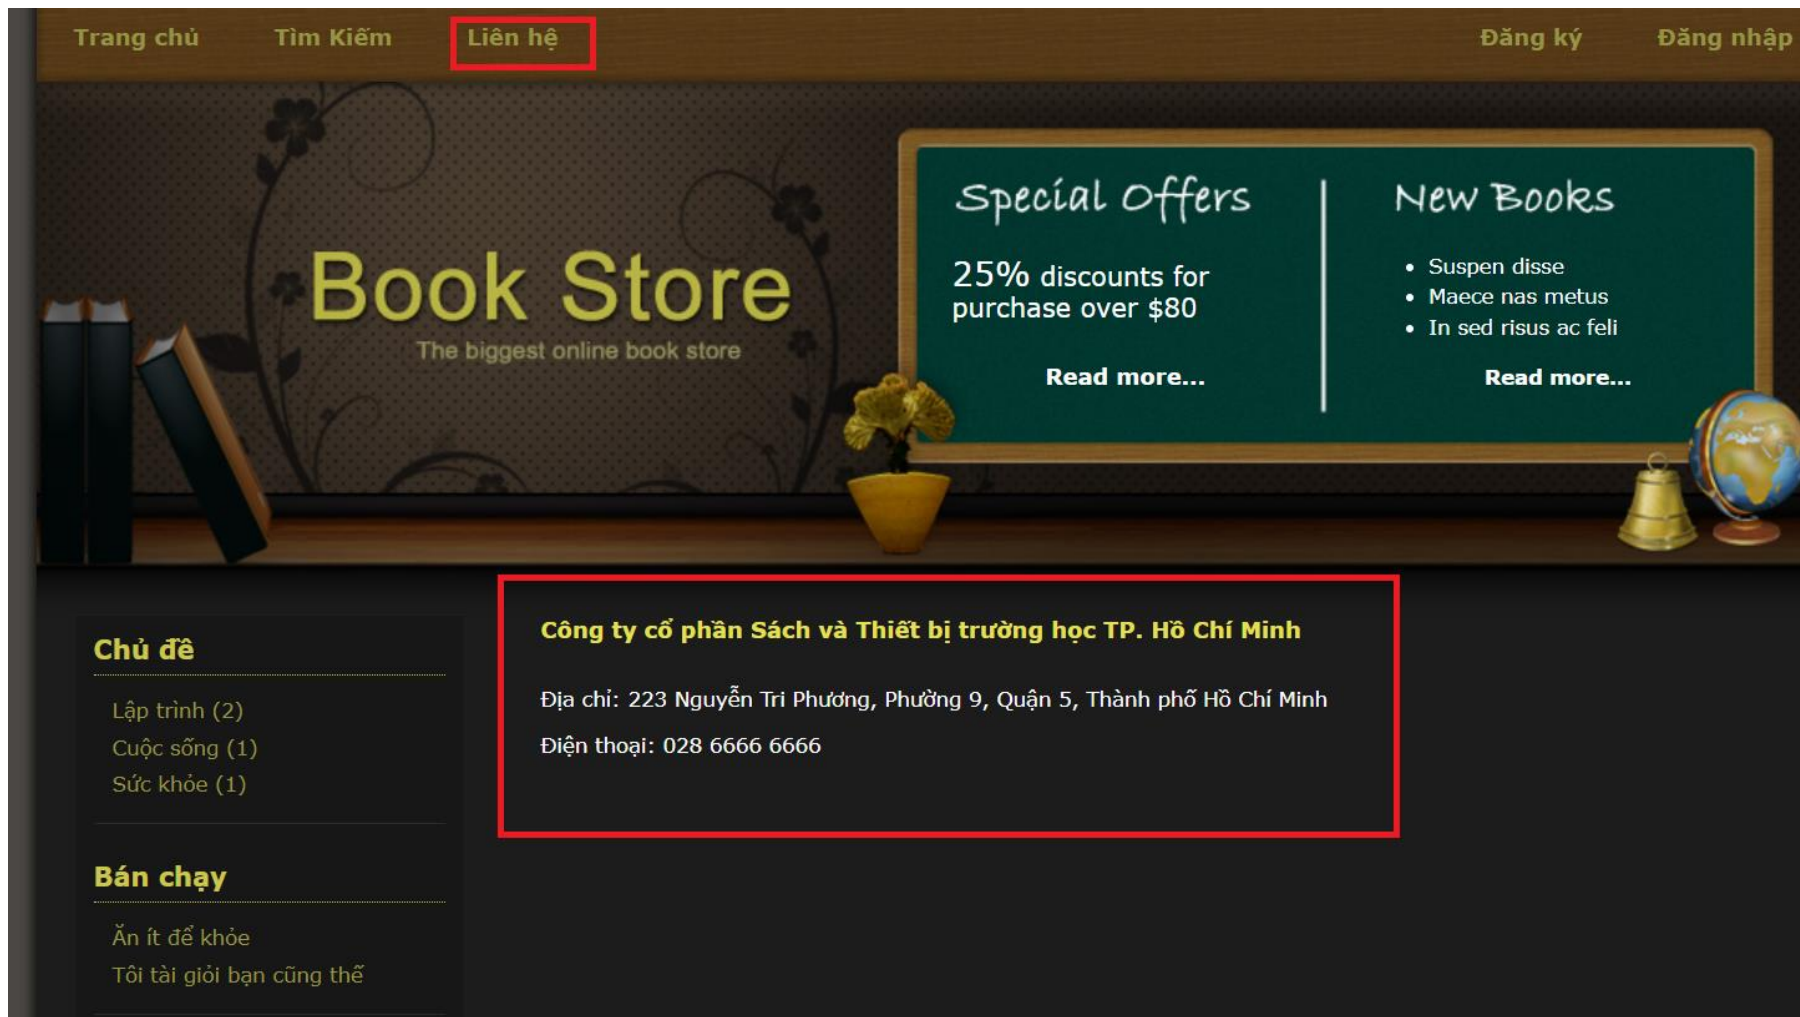 Trang chủ
Tìm Kiếm
Liên hệ
Đăng ký
Đăng nhập
Book Store
The biggest online book store
Special Offers
25% discounts for
purchase over $80
Read more...
New Books
Suspen disse
Maece nas metus
In sed risus ac feli
Read more...
Chủ đề
Lập trình (2)
Cuộc sống (1)
Sức khỏe (1)
Bán chạy
Ăn ít để khỏe
Tôi tài giỏi bạn cũng thế
Công ty cổ phần Sách và Thiết bị trường học TP. Hồ Chí Minh
Địa chỉ: 223 Nguyễn Tri Phương, Phường 9, Quận 5, Thành phố Hồ Chí Minh
Điện thoại: 028 6666 6666